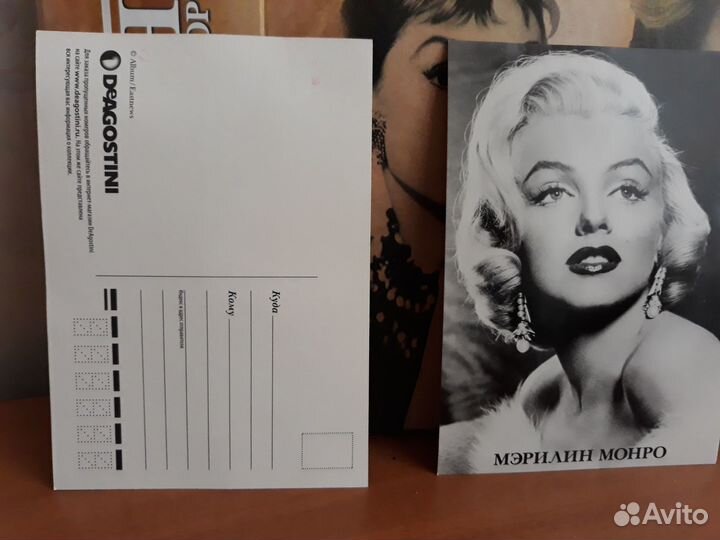 Для заказа пропущенных номеров обращайтесь в интернет-магазин DeAgostini
на сайте www.deagostini.ru. На этом же сайте представлена
вся интересующая вас информация о коллекции.
DeAGOSTINI
© Album/Eastnews
Куда
Кому
Индекс и адрес отправителя
МЭРИЛИН МОНРО
Avito